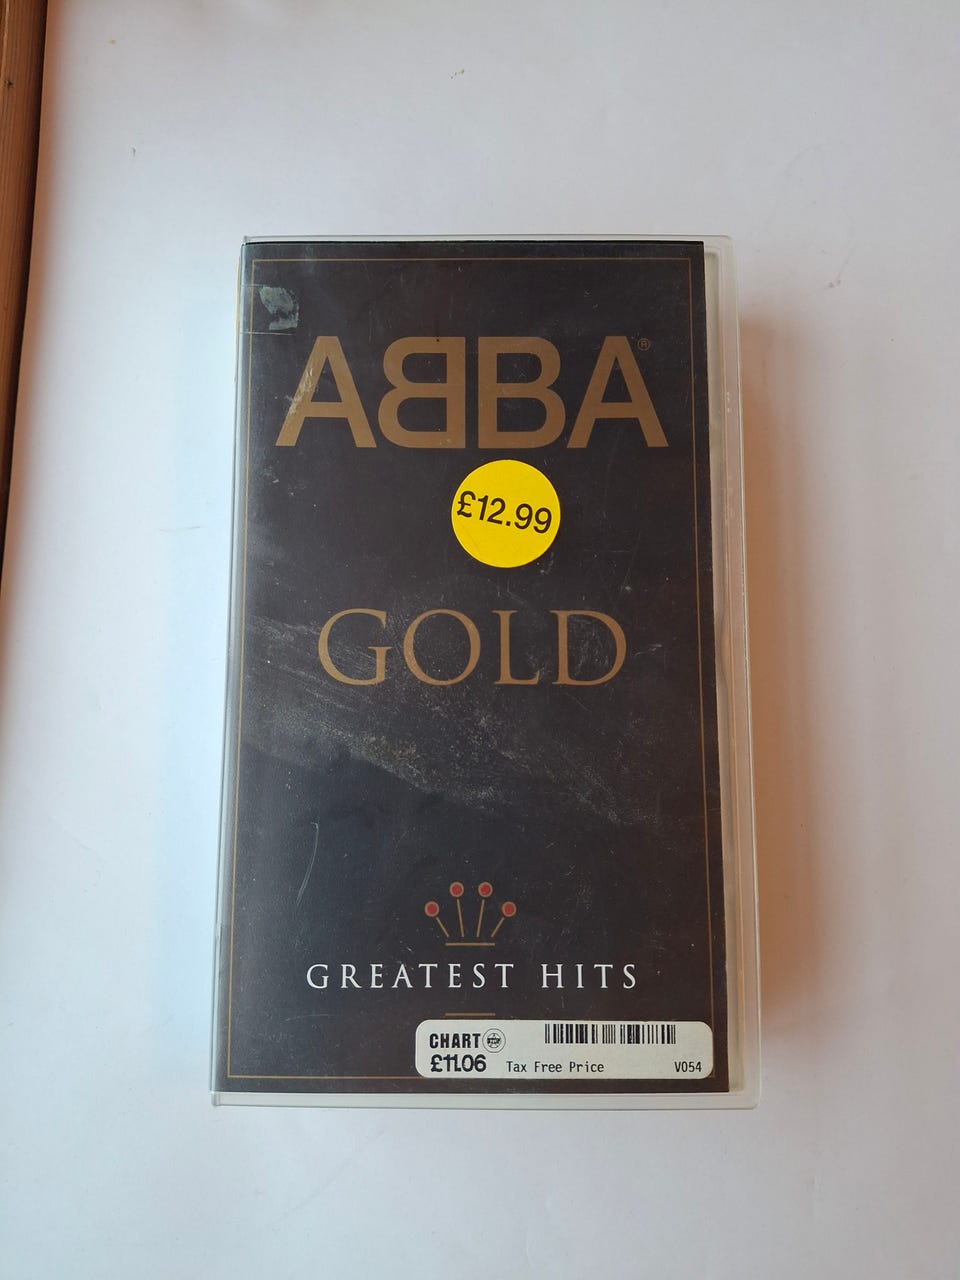 ABBA®
£12.99
GOLD
GREATEST HITS
CHART
£11.06 Tax Free Price V054